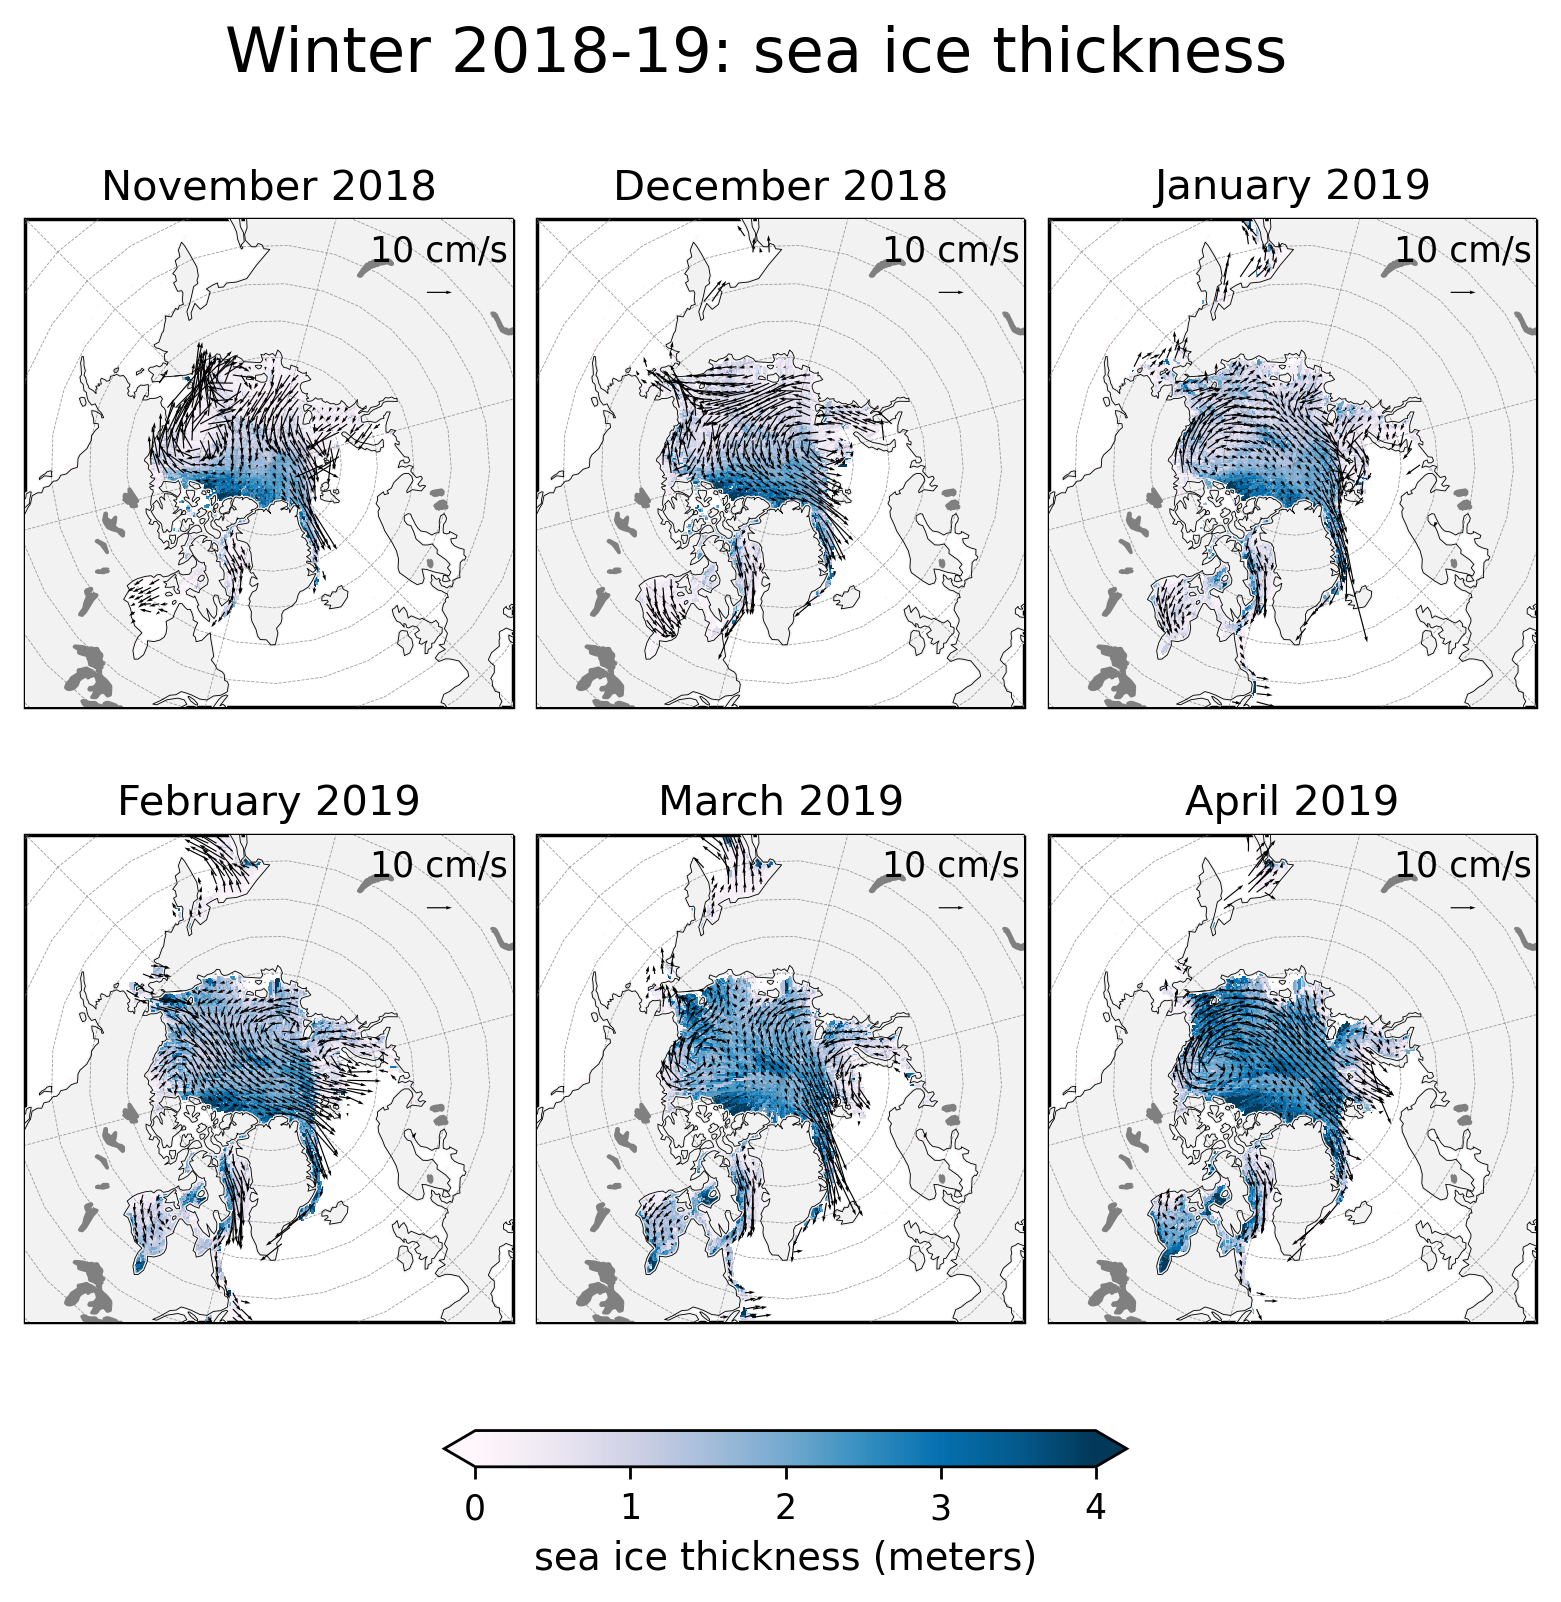 Winter 2018-19: sea ice thickness
November 2018
December 2018
January 2019
10 cm/s
10 cm/s
10 cm/s
February 2019
March 2019
April 2019
10 cm/s
10 cm/s
10 cm/s
0 1 2 3 4
sea ice thickness (meters)